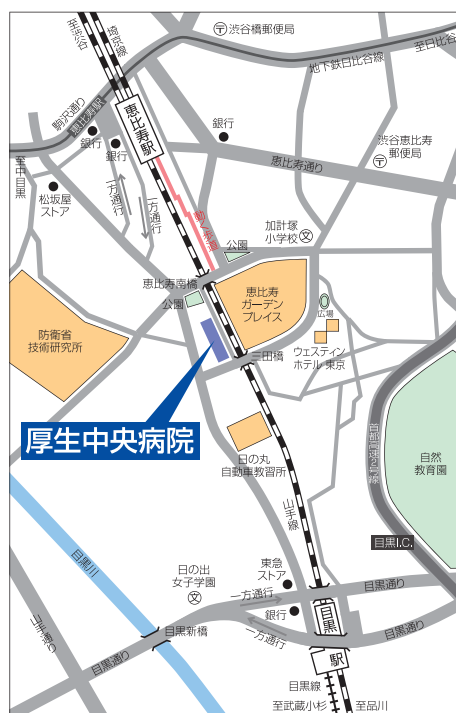 至渋谷
埼京線
〒渋谷橋郵便局
至日比谷
地下鉄日比谷線
駒沢通り
恵比寿駅
恵比寿駅
銀行
銀行
銀行
渋谷恵比寿
郵便局
〒
恵比寿通り
至中目黒
松坂屋
ストア
一方通行
一方通行
動く歩道
加計塚
小学校
文
公園
恵比寿南橋
公園
恵比寿
ガーデン
プレイス
広場
防衛省
技術研究所
三田橋
ウェスティン
ホテル 東京
厚生中央病院
日の丸
自動車教習所
首都高速2号線
自然
教育園
山手線
目黒I.C.
目黒川
日の出
女子学園
文
東急
ストア
一方通行
目黒通り
銀行
目黒
駅
山手通り
目黒新橋
一方通行
目黒通り
目黒通り
目黒線
至武蔵小杉
至品川